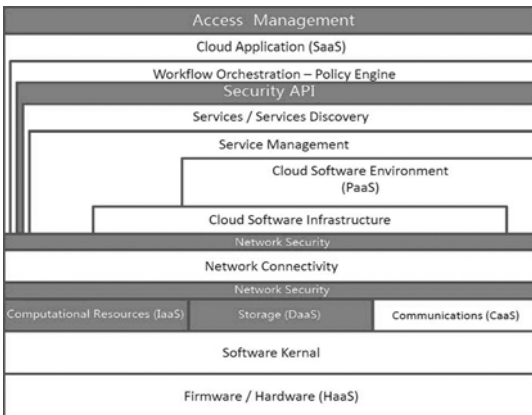 Access Management
Cloud Application (SaaS)
Workflow Orchestration – Policy Engine
Security API
Services / Services Discovery
Service Management
Cloud Software Environment
(PaaS)
Cloud Software Infrastructure
Network Security
Network Connectivity
Network Security
Computational Resources (IaaS)
Storage (DaaS)
Communications (CaaS)
Software Kernal
Firmware / Hardware (HaaS)